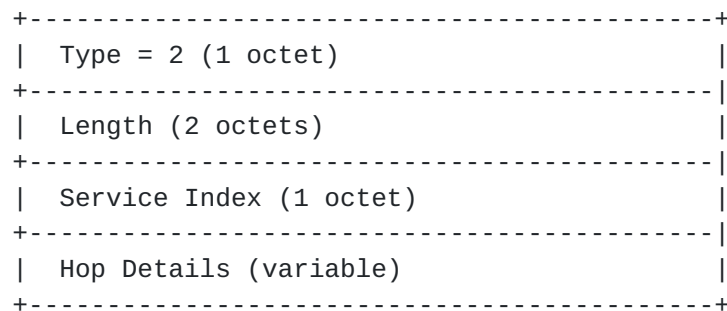 Type = 2 (1 octet)
Length (2 octets)
Service Index (1 octet)
Hop Details (variable)